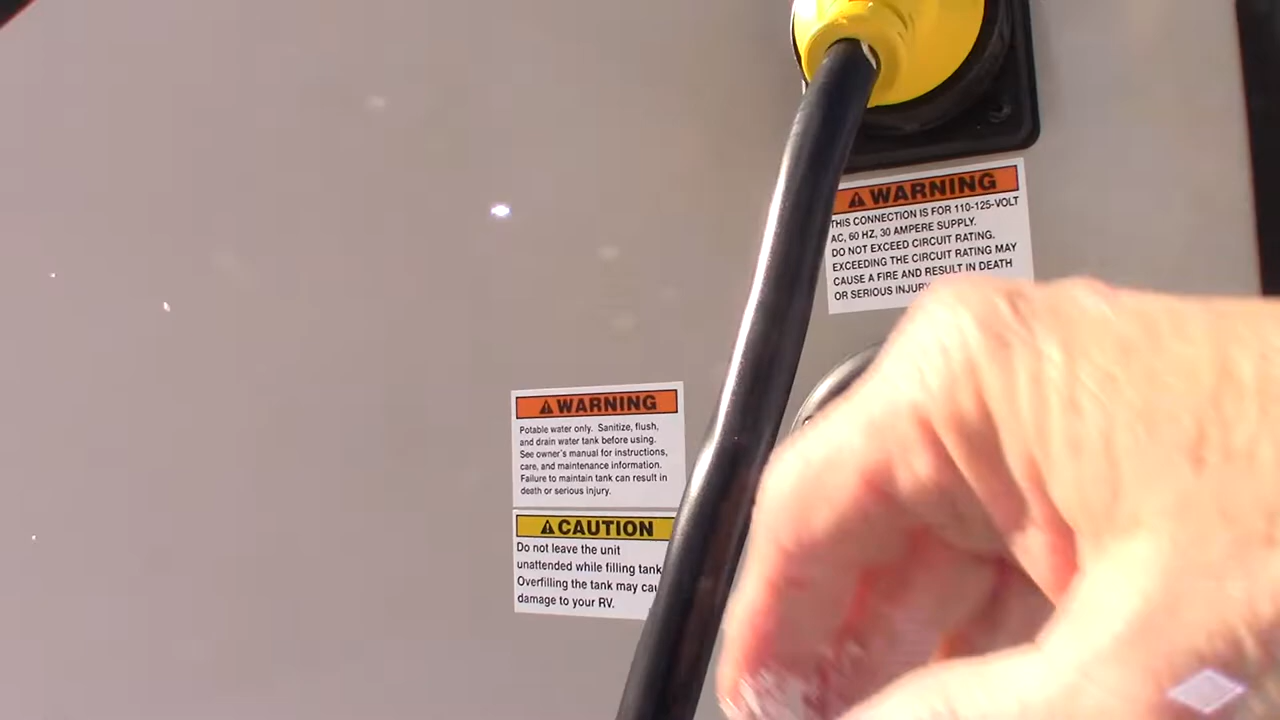 WARNING
THIS CONNECTION IS FOR 110-125-VOLT
AC, 60 HZ, 30 AMPERE SUPPLY.
DO NOT EXCEED CIRCUIT RATING.
EXCEEDING THE CIRCUIT RATING MAY
CAUSE A FIRE AND RESULT IN DEATH
OR SERIOUS INJURY
WARNING
Potable water only. Sanitize, flush,
and drain water tank before using.
See owner's manual for instructions,
care, and maintenance information.
Failure to maintain tank can result in
death or serious injury.
CAUTION
Do not leave the unit
unattended while filling tank
Overfilling the tank may
damage to your RV.